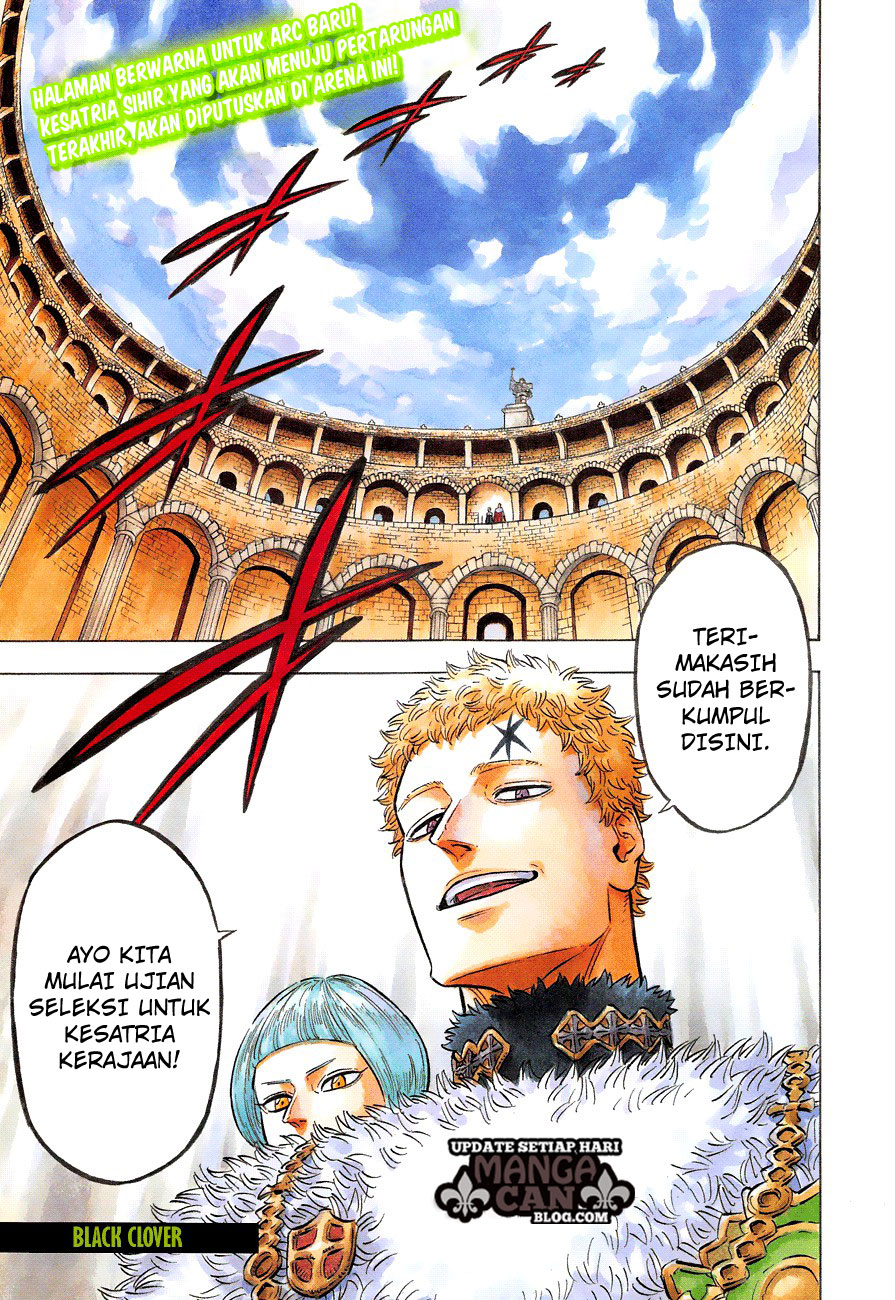 HALAMAN BERWARNA UNTUK ARC BARU!
KESATRIA SIHIR YANG AKAN MENUJU PERTARUNGAN
TERAKHIR, AKAN DIPUTUSKAN DI ARENA INI!
TERI-
MAKASIH
SUDAH BER-
KUMPUL
DISINI.
AYO KITA
MULAI UJIAN
SELEKSI UNTUK
KESATRIA
KERAJAAN!
UPDATE SETIAP HARI
MANGA
CAN
BLOG.COM
BLACK CLOVER